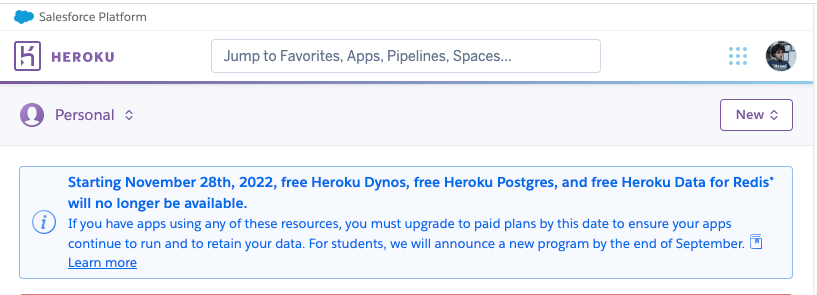 Salesforce Platform
HEROKU
Jump to Favorites, Apps, Pipelines, Spaces...
Personal
New
Starting November 28th, 2022, free Heroku Dynos, free Heroku Postgres, and free Heroku Data for Redis*
will no longer be available.
If you have apps using any of these resources, you must upgrade to paid plans by this date to ensure your apps
continue to run and to retain your data. For students, we will announce a new program by the end of September.
Learn more